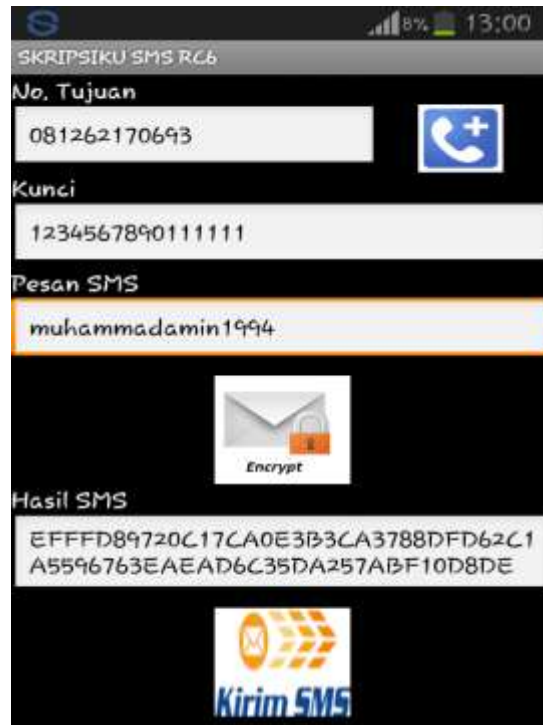 8% 13:00
SKRIPSIKU SMS RC6
No. Tujuan
081262170693
Kunci
1234567890111111
Pesan SMS
muhammadamin1994
Encrypt
Hasil SMS
EFFFD89720C17CA0E3B3CA3788DFD62C1
A5596763EAEAD6C35DA257ABF10D8DE
Kirim SMS